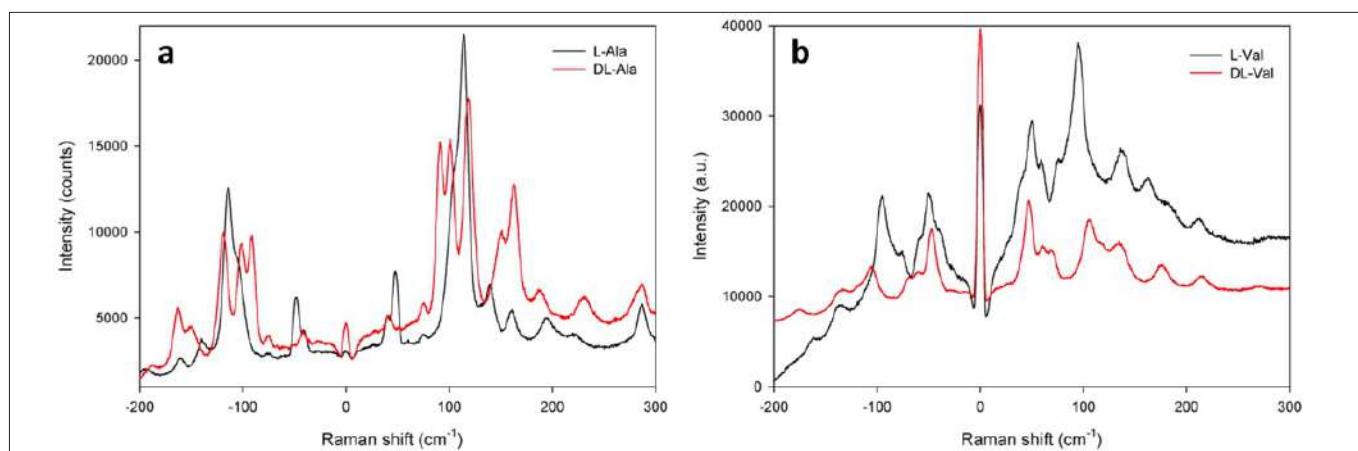 a
L-Ala
DL-Ala
20000
15000
10000
5000
Intensity (counts)
-200 -100 0 100 200 300
Raman shift (cm⁻¹)
b
L-Val
DL-Val
40000
30000
20000
10000
0
Intensity (a.u.)
-200 -100 0 100 200 300
Raman shift (cm⁻¹)